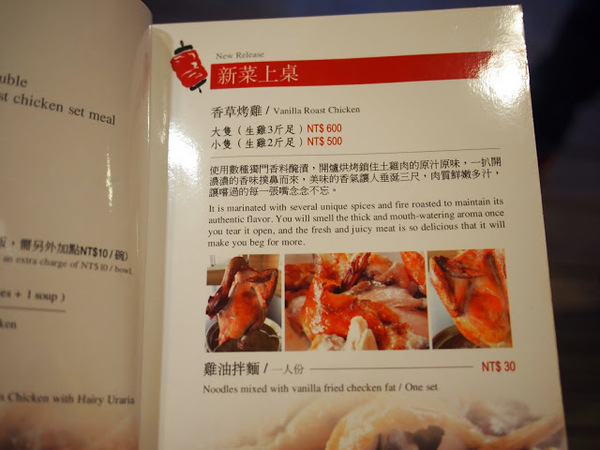 uble
st chicken set meal
飯，需另外加點NT$10 / 碗）
an extra charge of NT$ 10 / bowl.
es + 1 soup )
ken
n Chicken with Hairy Uraria
New Release
新菜上桌
香草烤雞 / Vanilla Roast Chicken
大隻（生雞3斤足）NT$ 600
小隻（生雞2斤足）NT$ 500
使用數種獨門香料醃漬，開爐烘烤鎖住土雞肉的原汁原味，一扒開
濃濃的香味撲鼻而來，美味的香氣讓人垂涎三尺，肉質鮮嫩多汁，
讓嚐過的每一張嘴念念不忘。
It is marinated with several unique spices and fire roasted to maintain its
authentic flavor. You will smell the thick and mouth-watering aroma once
you tear it open, and the fresh and juicy meat is so delicious that it will
make you beg for more.
雞油拌麵 / 一人份 NT$ 30
Noodles mixed with vanilla fried checken fat / One set